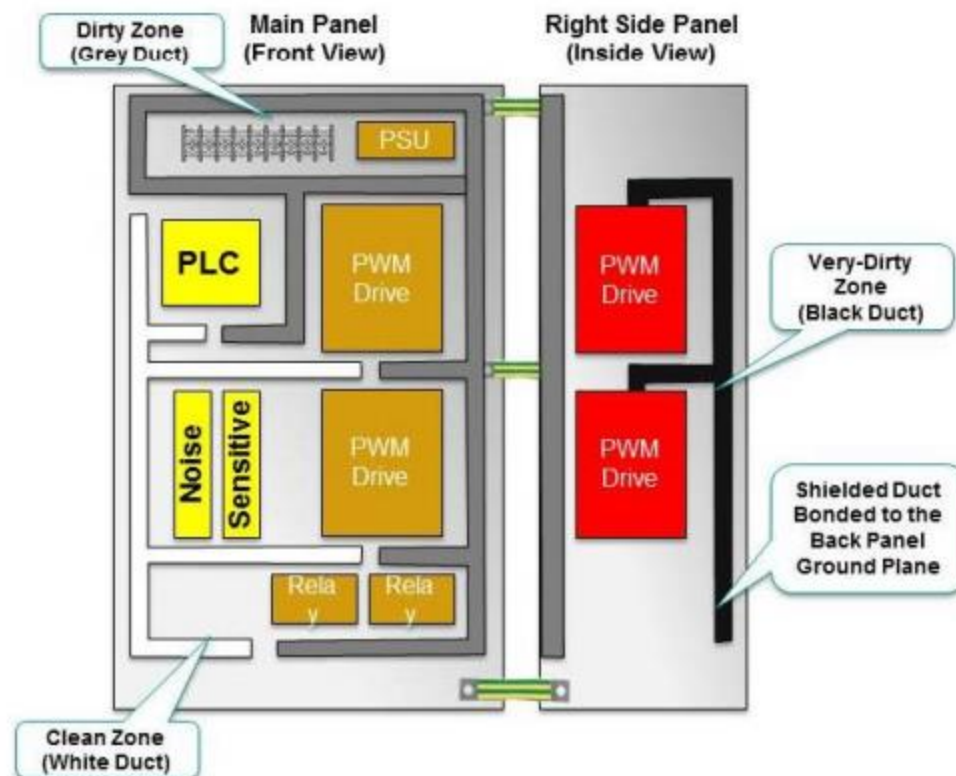 Dirty Zone
(Grey Duct)
Main Panel
(Front View)
Right Side Panel
(Inside View)
PSU
PLC
PWM
Drive
PWM
Drive
Very-Dirty
Zone
(Black Duct)
Noise
Sensitive
PWM
Drive
PWM
Drive
Shielded Duct
Bonded to the
Back Panel
Ground Plane
Rela
y
Rela
y
Clean Zone
(White Duct)